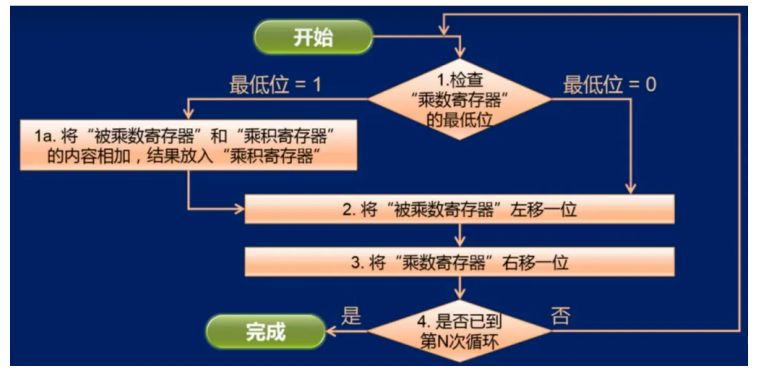 开始
1.检查
“乘数寄存器”
的最低位
最低位 = 1
最低位 = 0
1a. 将“被乘数寄存器”和“乘积寄存器”
的内容相加，结果放入“乘积寄存器”
2. 将“被乘数寄存器”左移一位
3. 将“乘数寄存器”右移一位
4. 是否已到
第N次循环
是
否
完成